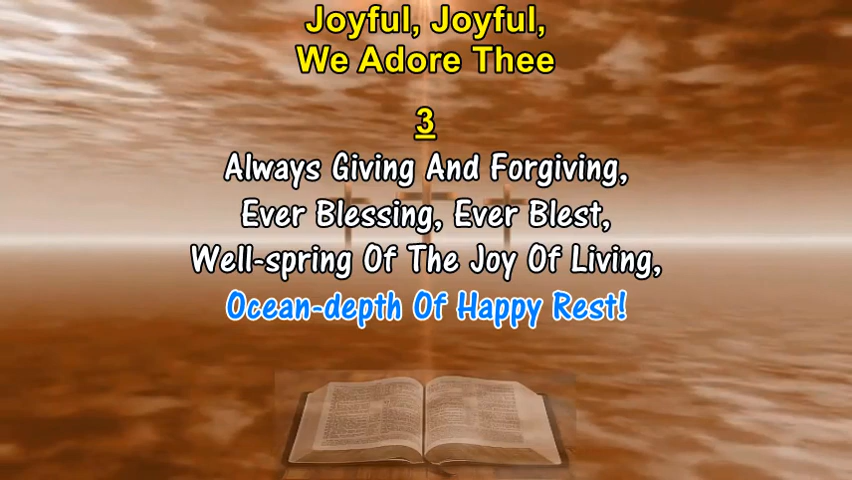 Joyful, Joyful,
We Adore Thee
3
Always Giving And Forgiving,
Ever Blessing, Ever Blest,
Well-spring Of The Joy Of Living,
Ocean-depth Of Happy Rest!